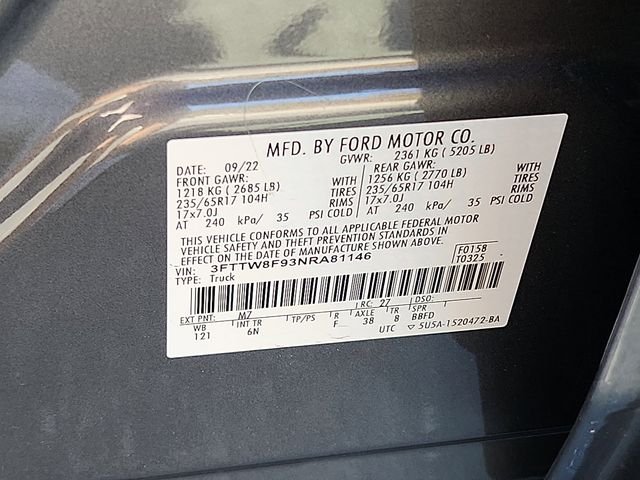 MFD. BY FORD MOTOR CO.
DATE: 09/22 GVWR: 2361 KG ( 5205 LB)
FRONT GAWR: REAR GAWR: WITH
1218 KG ( 2685 LB) WITH 1256 KG ( 2770 LB) TIRES
235/65R17 104H TIRES 235/65R17 104H RIMS
17x7.0J RIMS 17x7.0J
AT 240 kPa/ 35 PSI COLD AT 240 kPa/ 35 PSI COLD
THIS VEHICLE CONFORMS TO ALL APPLICABLE FEDERAL MOTOR
VEHICLE SAFETY AND BUMPER STANDARDS IN
EFFECT ON THE DATE OF MANUFACTURE SHOWN ABOVE.
VIN: 3FTTW8F93NRA81146 F0158
TYPE: Truck T0325
EXT PNT: M7 RC: 27 DSO:
WB INT TR TP/PS R AXLE TR
121 6N F 38 8 BBFD
UTC ▽ 5U5A-1520472-BA